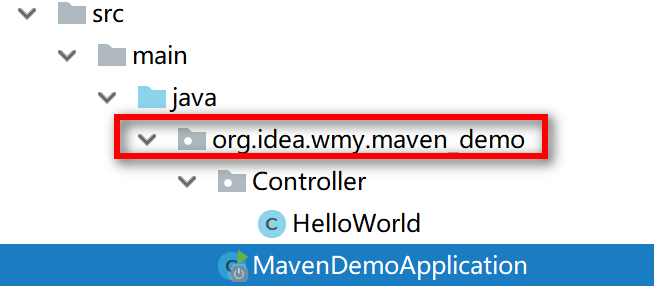 src
main
java
org.idea.wmy.maven_demo
Controller
C HelloWorld
C MavenDemoApplication